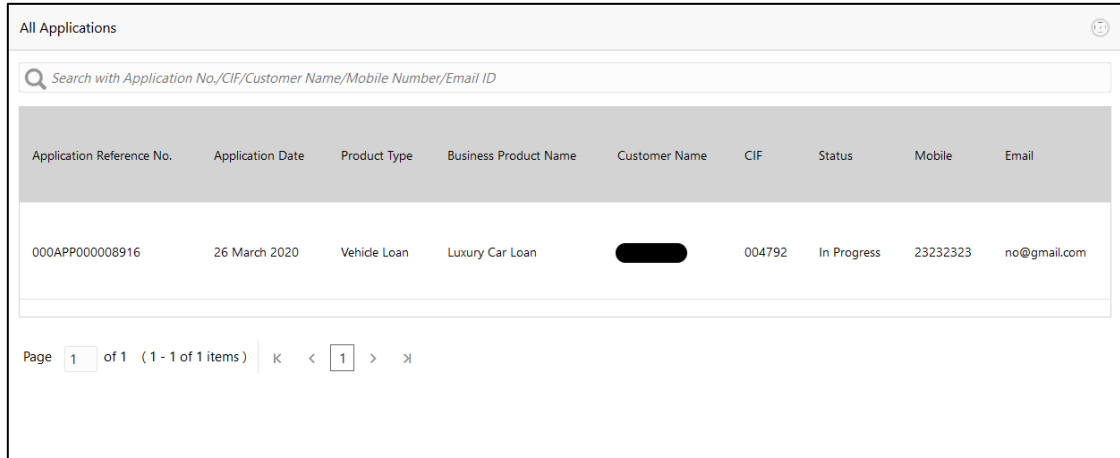 All Applications
Search with Application No./CIF/Customer Name/Mobile Number/Email ID
Application Reference No. Application Date Product Type Business Product Name Customer Name CIF Status Mobile Email
000APP000008916 26 March 2020 Vehicle Loan Luxury Car Loan 004792 In Progress 23232323 no@gmail.com
Page 1 of 1 ( 1 - 1 of 1 items ) 1